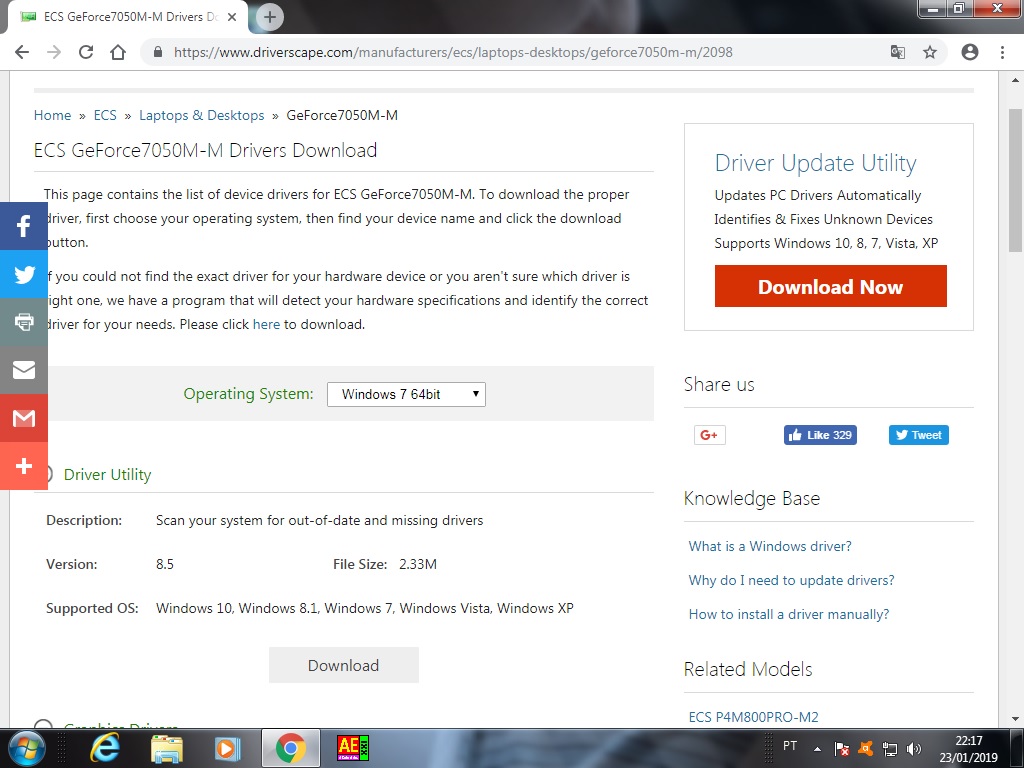 ECS GeForce7050M-M Drivers Do
https://www.driverscape.com/manufacturers/ecs/laptops-desktops/geforce7050m-m/2098
Home » ECS » Laptops & Desktops » GeForce7050M-M
ECS GeForce7050M-M Drivers Download
This page contains the list of device drivers for ECS GeForce7050M-M. To download the proper
driver, first choose your operating system, then find your device name and click the download
button.
If you could not find the exact driver for your hardware device or you aren't sure which driver is
right one, we have a program that will detect your hardware specifications and identify the correct
driver for your needs. Please click here to download.
Operating System: Windows 7 64bit
Driver Utility
Description: Scan your system for out-of-date and missing drivers
Version: 8.5 File Size: 2.33M
Supported OS: Windows 10, Windows 8.1, Windows 7, Windows Vista, Windows XP
Download
Graphics Drivers
Driver Update Utility
Updates PC Drivers Automatically
Identifies & Fixes Unknown Devices
Supports Windows 10, 8, 7, Vista, XP
Download Now
Share us
G+ Like 329 Tweet
Knowledge Base
What is a Windows driver?
Why do I need to update drivers?
How to install a driver manually?
Related Models
ECS P4M800PRO-M2
AE
PT
22:17
23/01/2019